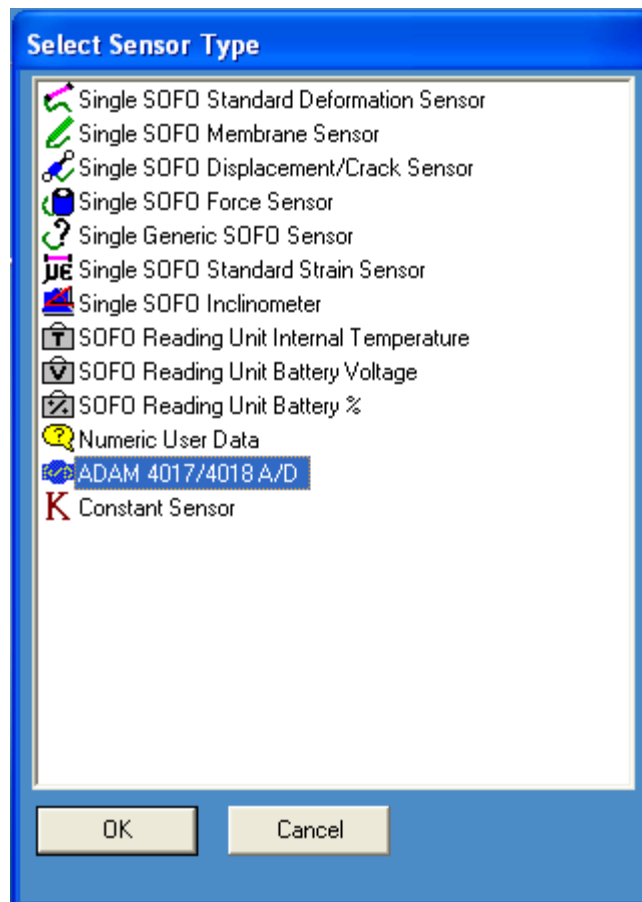 Select Sensor Type
Single SOFO Standard Deformation Sensor
Single SOFO Membrane Sensor
Single SOFO Displacement/Crack Sensor
Single SOFO Force Sensor
Single Generic SOFO Sensor
µE Single SOFO Standard Strain Sensor
Single SOFO Inclinometer
T SOFO Reading Unit Internal Temperature
V SOFO Reading Unit Battery Voltage
% SOFO Reading Unit Battery %
? Numeric User Data
ADAM 4017/4018 A/D
K Constant Sensor
OK Cancel